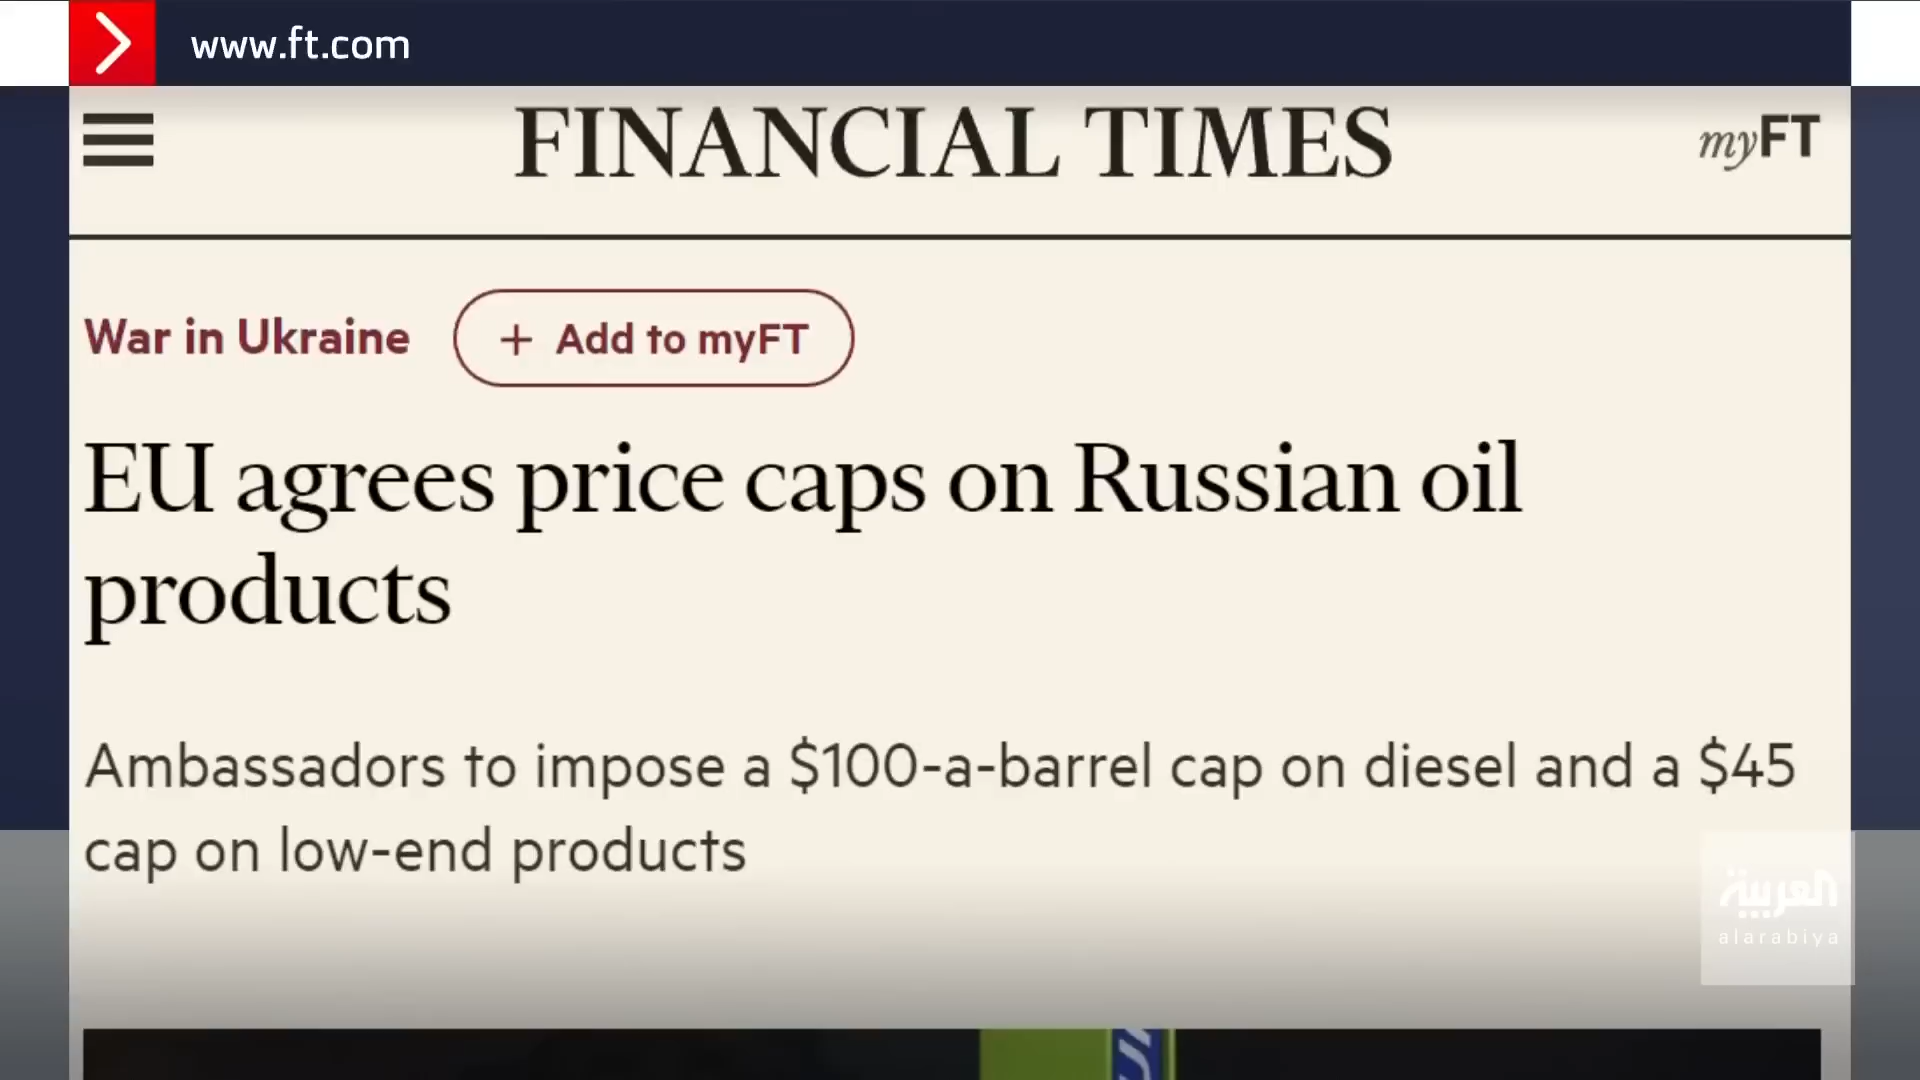 www.ft.com
FINANCIAL TIMES
myFT
War in Ukraine
+ Add to myFT
EU agrees price caps on Russian oil
products
Ambassadors to impose a $100-a-barrel cap on diesel and a $45
cap on low-end products
العربية
alarabiya